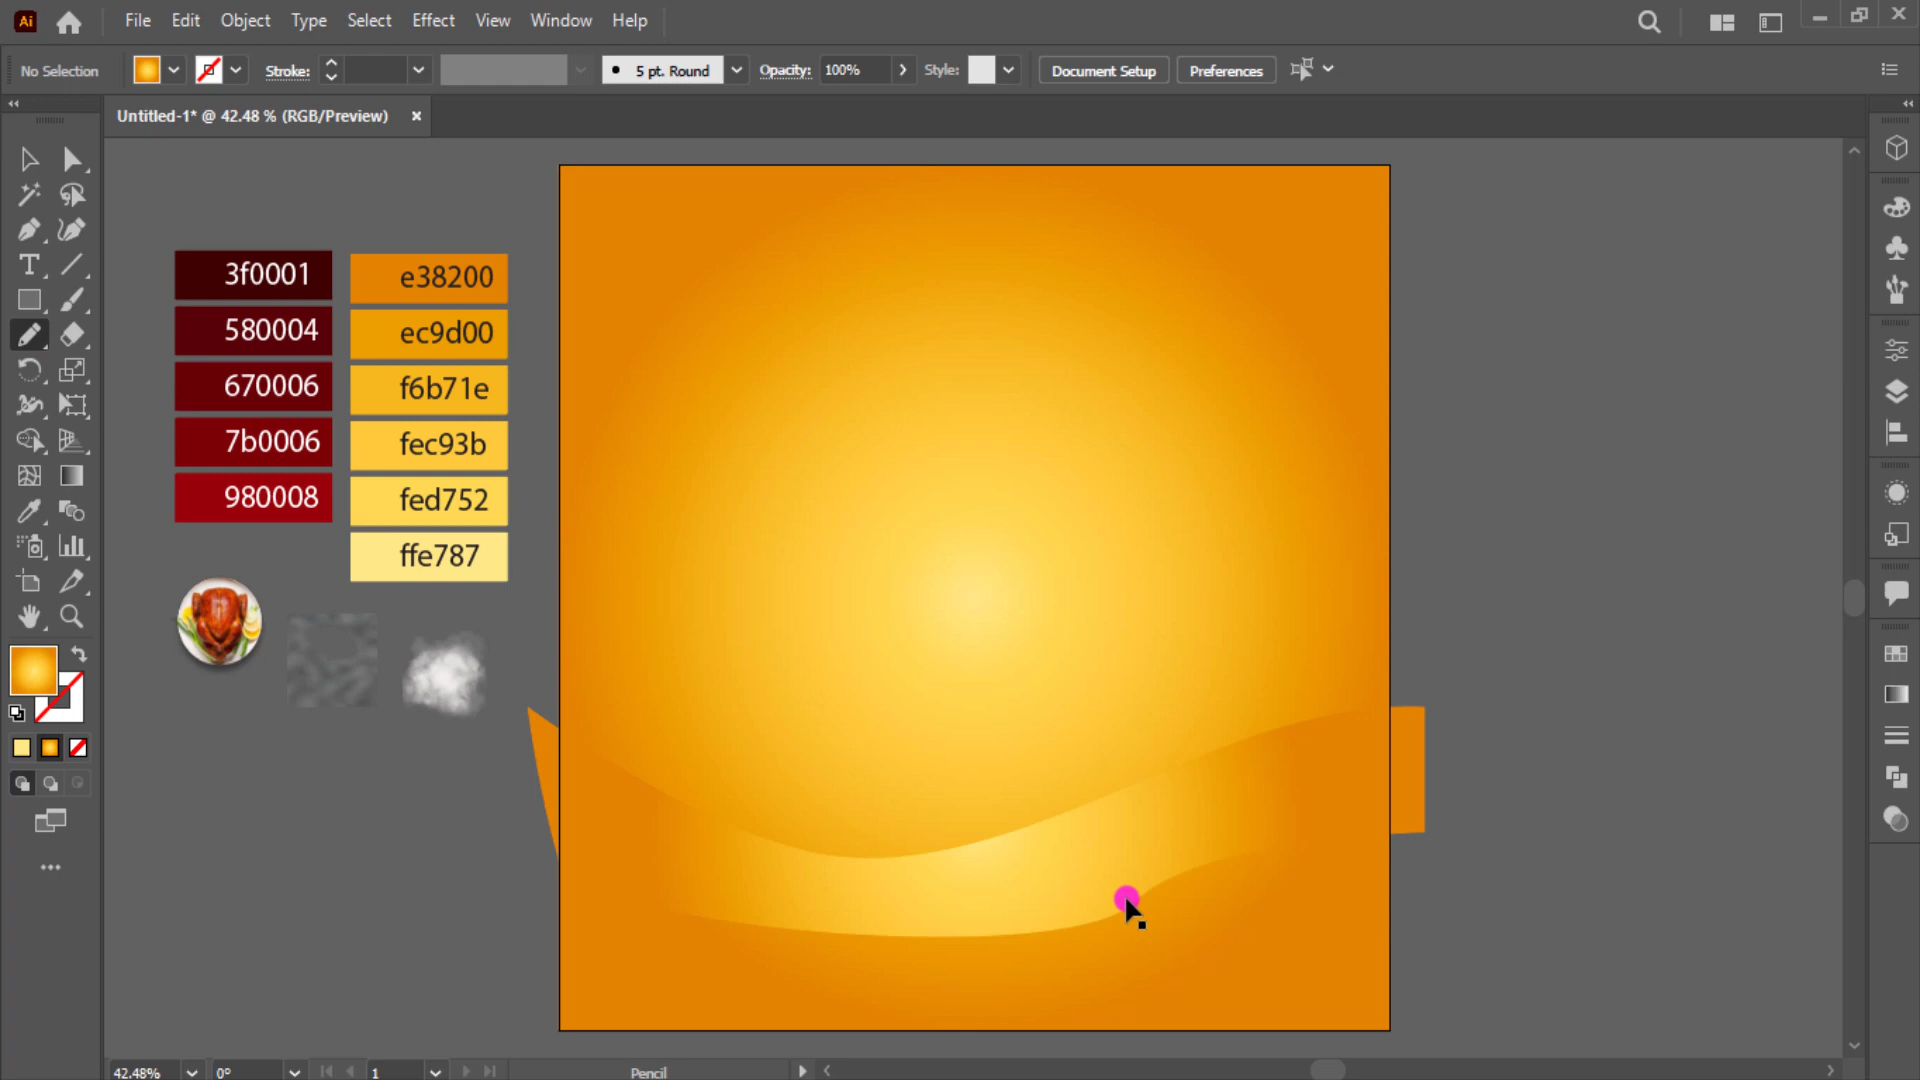 Ai File Edit Object Type Select Effect View Window Help
No Selection Stroke: 5 pt. Round Opacity: 100% Style: Document Setup Preferences
Untitled-1* @ 42.48 % (RGB/Preview) ×
3f0001 e38200
580004 ec9d00
670006 f6b71e
7b0006 fec93b
980008 fed752
ffe787
42.48% 0° 1 Pencil